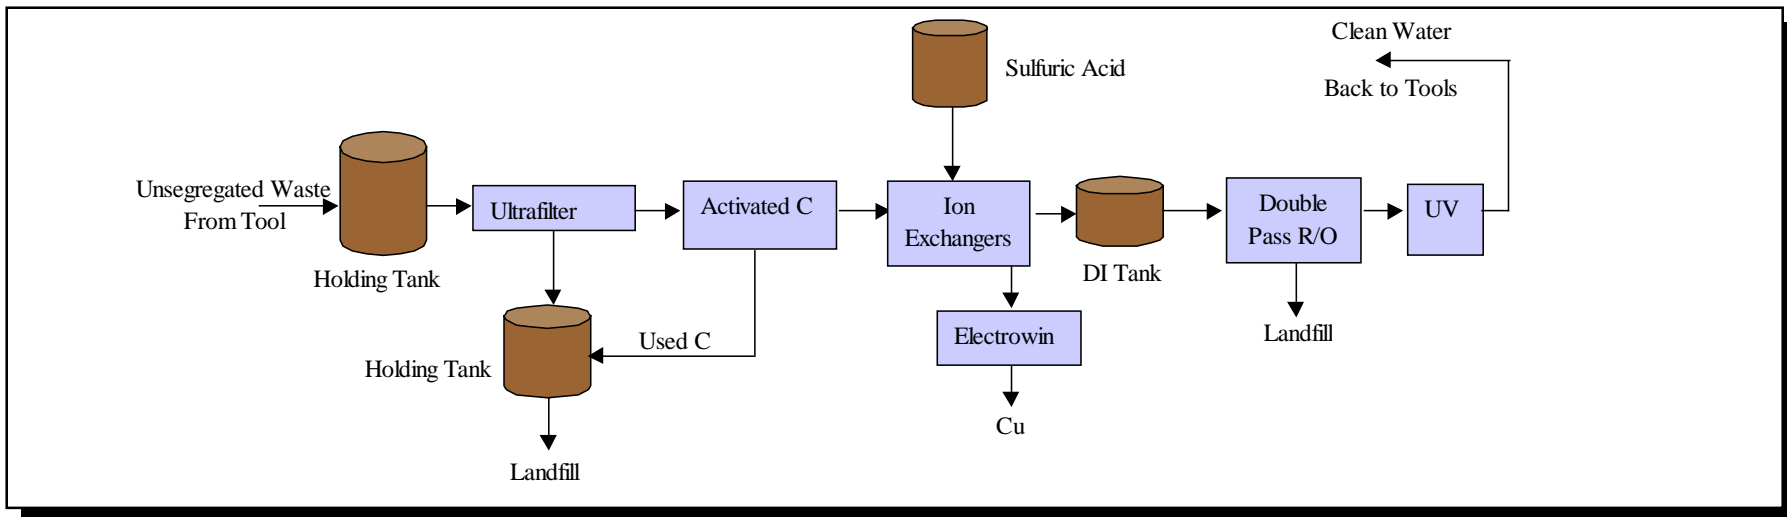 Clean Water
Back to Tools
Sulfuric Acid
Unsegregated Waste
From Tool
Holding Tank
Ultrafilter
Activated C
Ion
Exchangers
DI Tank
Double
Pass R/O
UV
Used C
Holding Tank
Landfill
Electrowin
Cu
Landfill